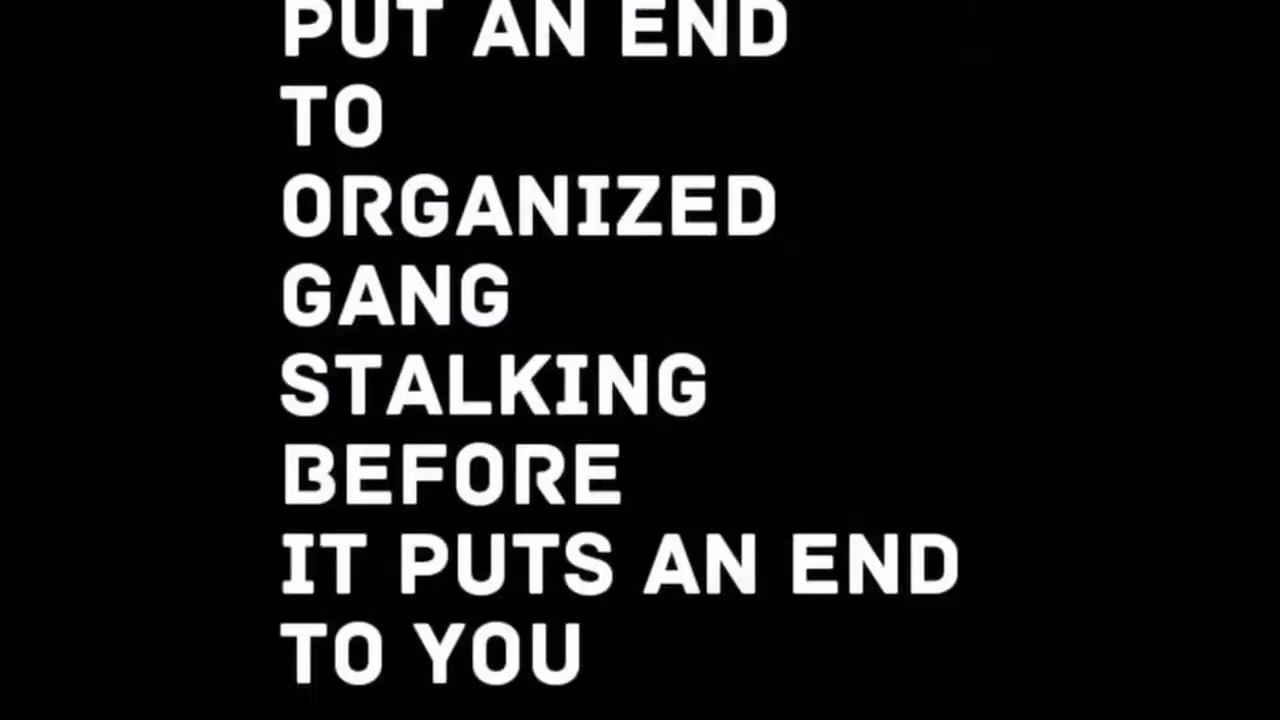 PUT AN END
TO
ORGANIZED
GANG
STALKING
BEFORE
IT PUTS AN END
TO YOU